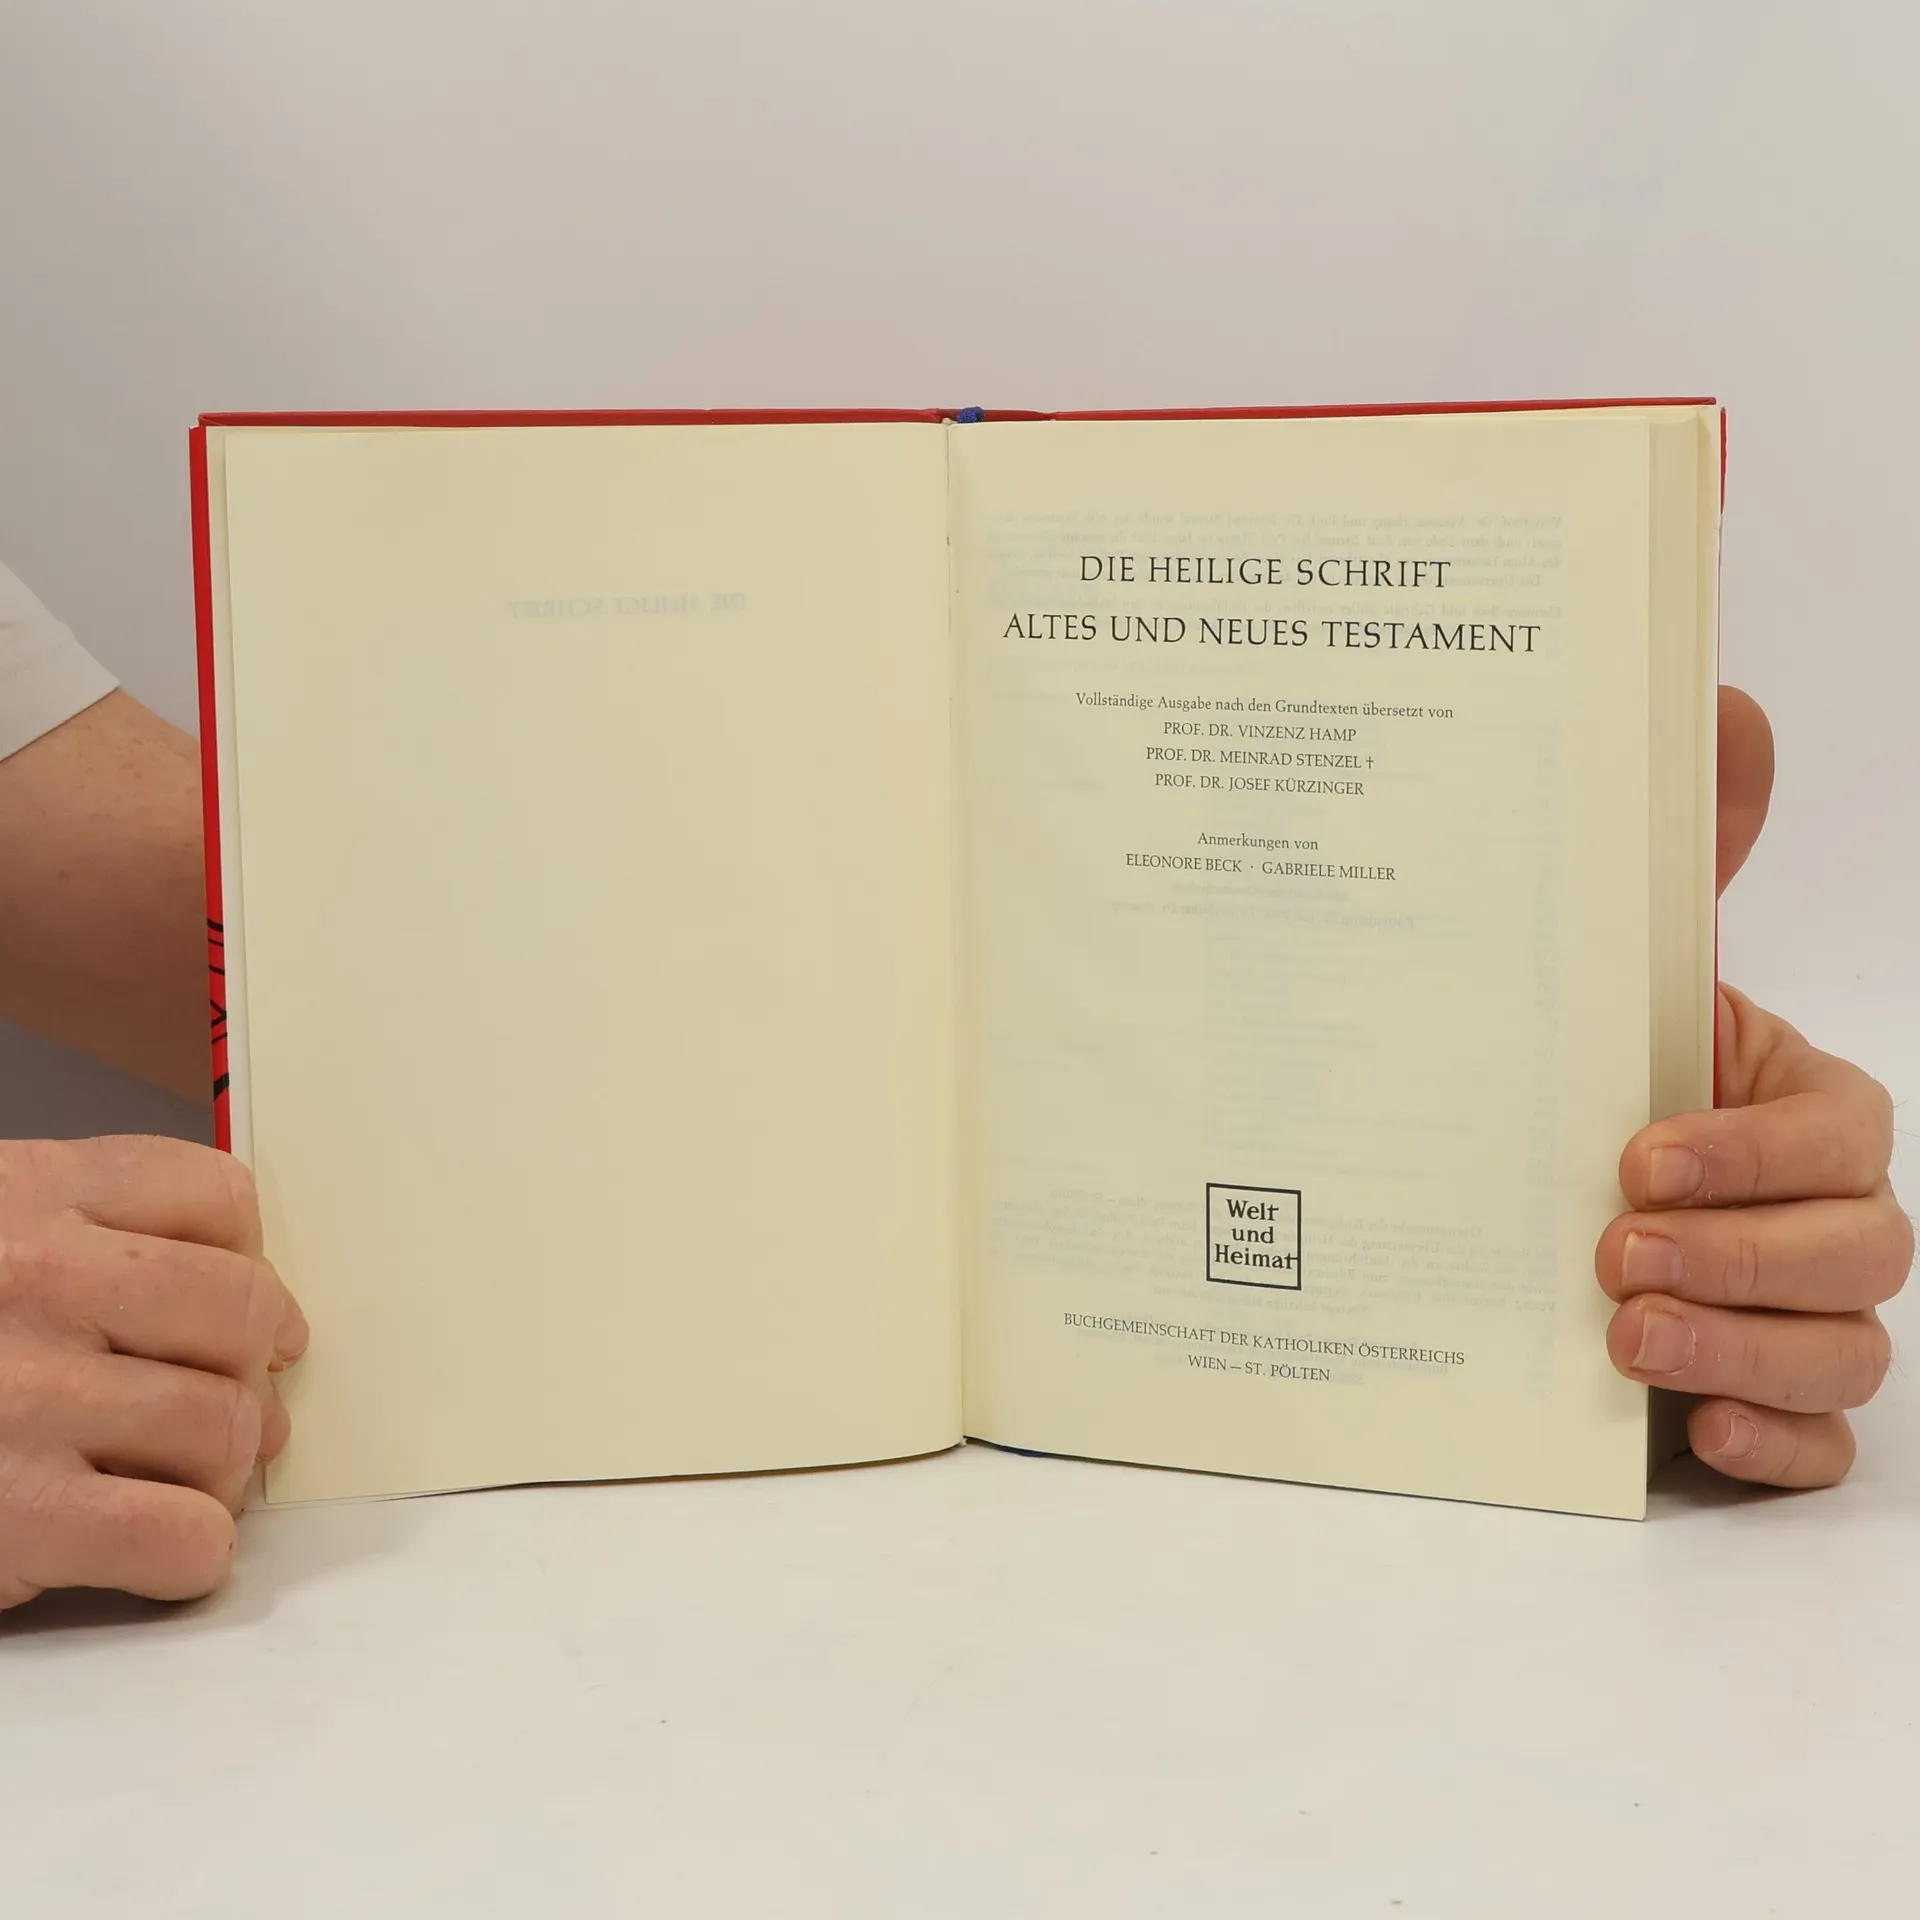 DIE HEILIGE SCHRIFT
ALTES UND NEUES TESTAMENT
Vollständige Ausgabe nach den Grundtexten übersetzt von
PROF. DR. VINZENZ HAMP
PROF. DR. MEINRAD STENZEL †
PROF. DR. JOSEF KÜRZINGER
Anmerkungen von
ELEONORE BECK · GABRIELE MILLER
Welt
und
Heimat
BUCHGEMEINSCHAFT DER KATHOLIKEN ÖSTERREICHS
WIEN – ST. PÖLTEN